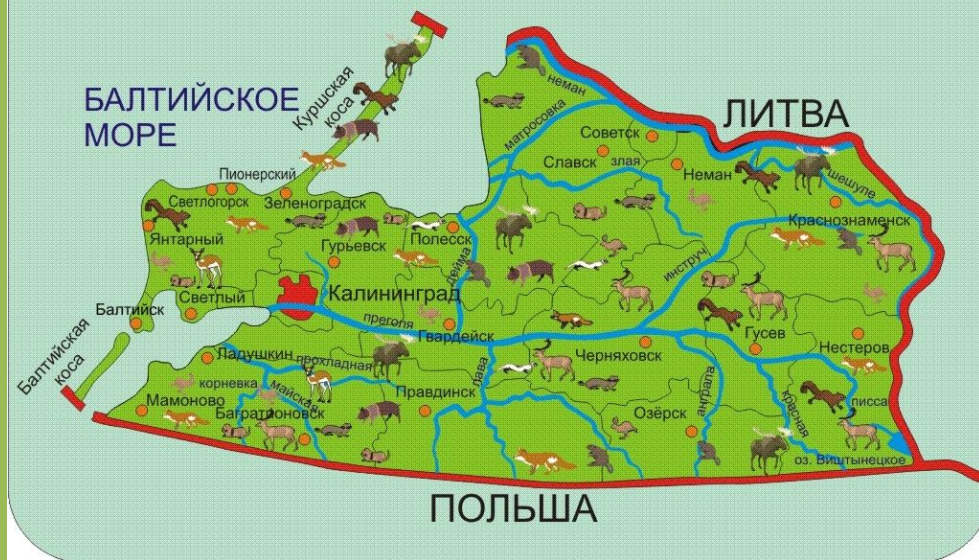 БАЛТИЙСКОЕ
МОРЕ
Куршская
коса
ЛИТВА
неман
матросовка
Советск
Славск
злая
Неман
шешупе
Краснознаменск
Пионерский
Светлогорск
Зеленоградск
Янтарный
Гурьевск
Полесск
дейма
инструч
Светлый
Калининград
Балтийск
преголя
Гвардейск
Гусев
Нестеров
Черняховск
Балтийская
коса
Ладушкин
прохладная
лава
анграпа
корневка
майская
Правдинск
Мамоново
Багратионовск
Озёрск
красная
писса
оз. Виштынецкое
ПОЛЬША